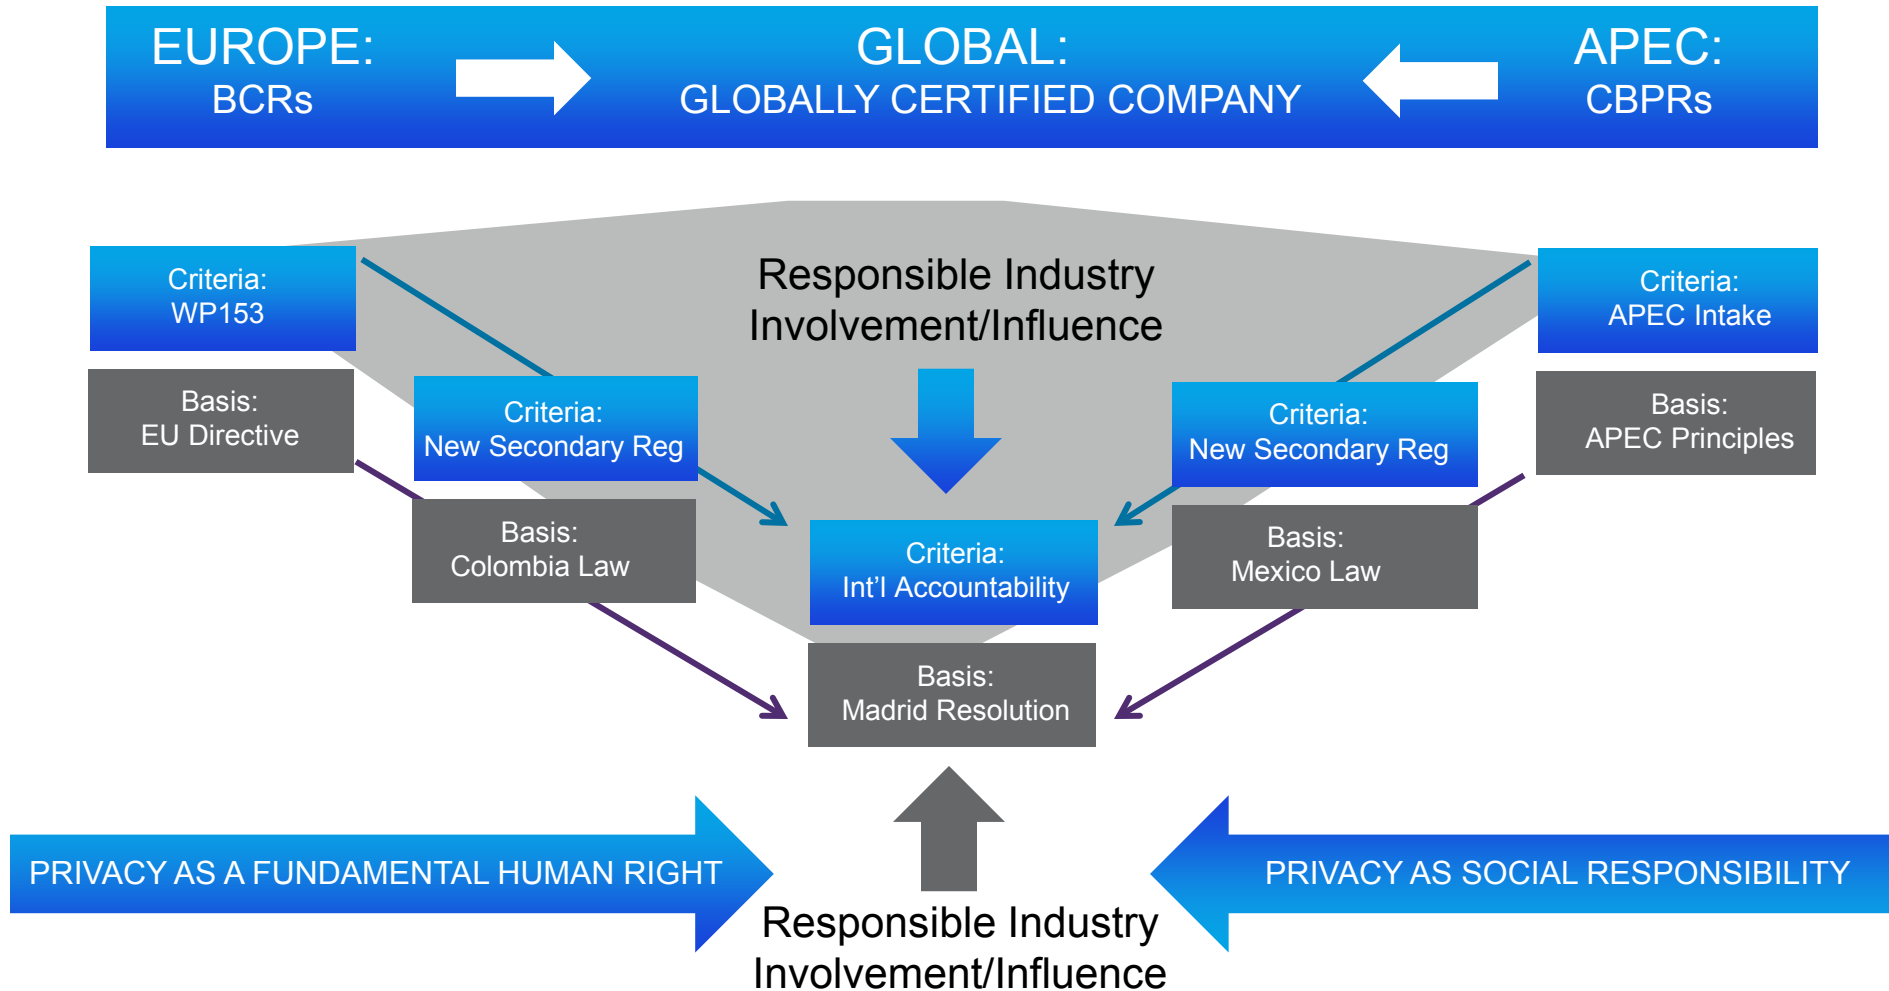 EUROPE:
BCRs
GLOBAL:
GLOBALLY CERTIFIED COMPANY
APEC:
CBPRs
Responsible Industry
Involvement/Influence
Criteria:
WP153
Basis:
EU Directive
Criteria:
New Secondary Reg
Basis:
Colombia Law
Criteria:
Int'l Accountability
Basis:
Madrid Resolution
Criteria:
New Secondary Reg
Basis:
Mexico Law
Criteria:
APEC Intake
Basis:
APEC Principles
PRIVACY AS A FUNDAMENTAL HUMAN RIGHT
PRIVACY AS SOCIAL RESPONSIBILITY
Responsible Industry
Involvement/Influence